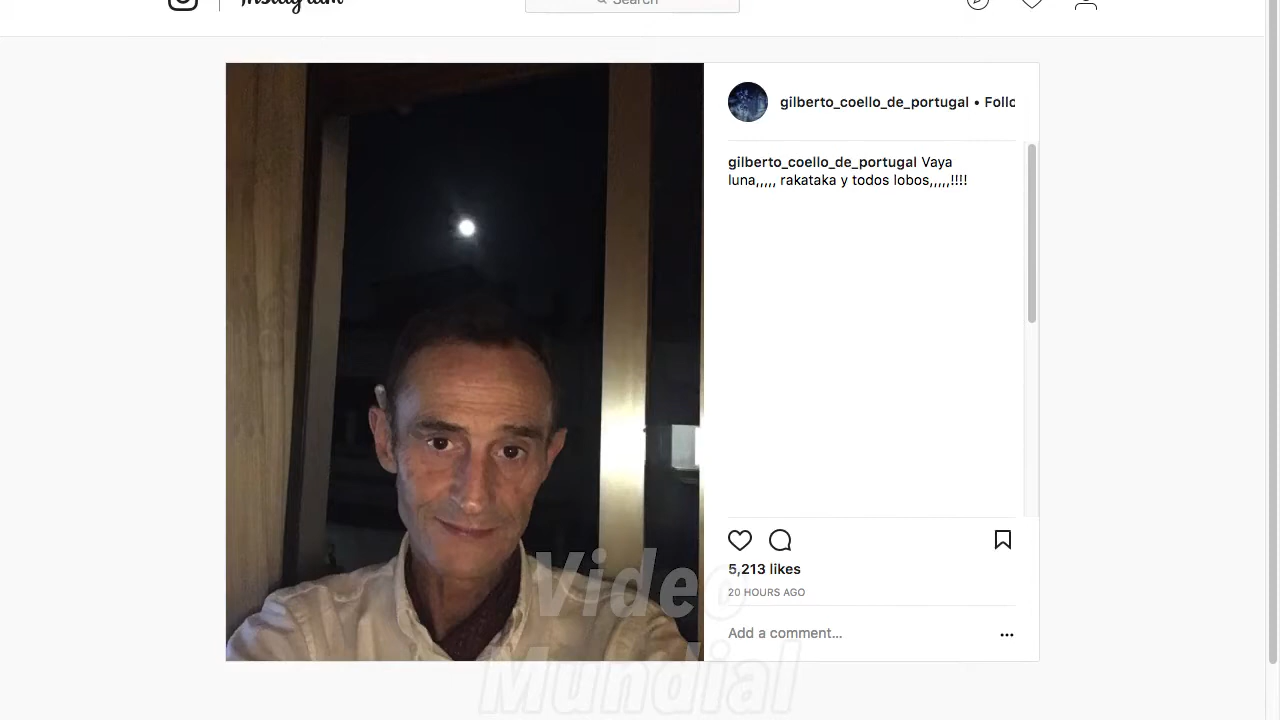 Instagram
Search
gilberto_coello_de_portugal • Follo
gilberto_coello_de_portugal Vaya
luna,,,,, rakataka y todos lobos,,,,,!!!!
5,213 likes
20 HOURS AGO
Add a comment...
Video
Mundial